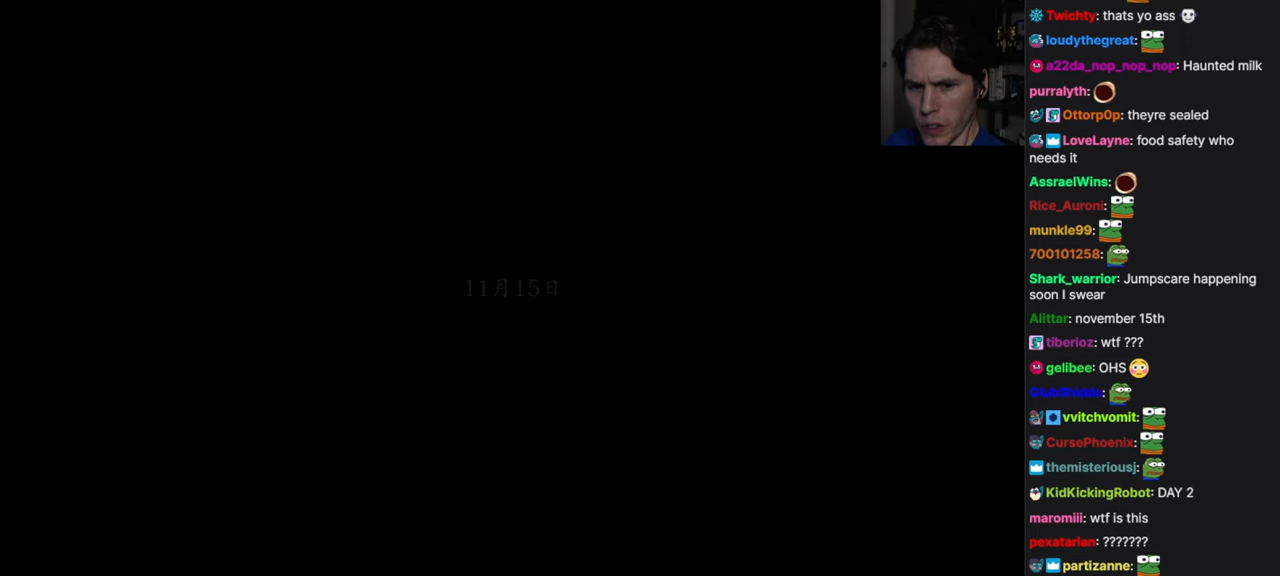 11月15日
Twichty: thats yo ass
loudythegreat:
a22da_nop_nop_nop: Haunted milk
purralyth:
Ottorp0p: theyre sealed
LoveLayne: food safety who
needs it
AssraelWins:
Rice_Auroni:
munkle99:
700101258:
Shark_warrior: Jumpscare happening
soon I swear
Alittar: november 15th
tiberioz: wtf ???
gelibee: OHS
ClubShiddo:
vvitchvomit:
CursePhoenix:
themisteriousj:
KidKickingRobot: DAY 2
maromiii: wtf is this
pexatarian: ???????
partizanne: